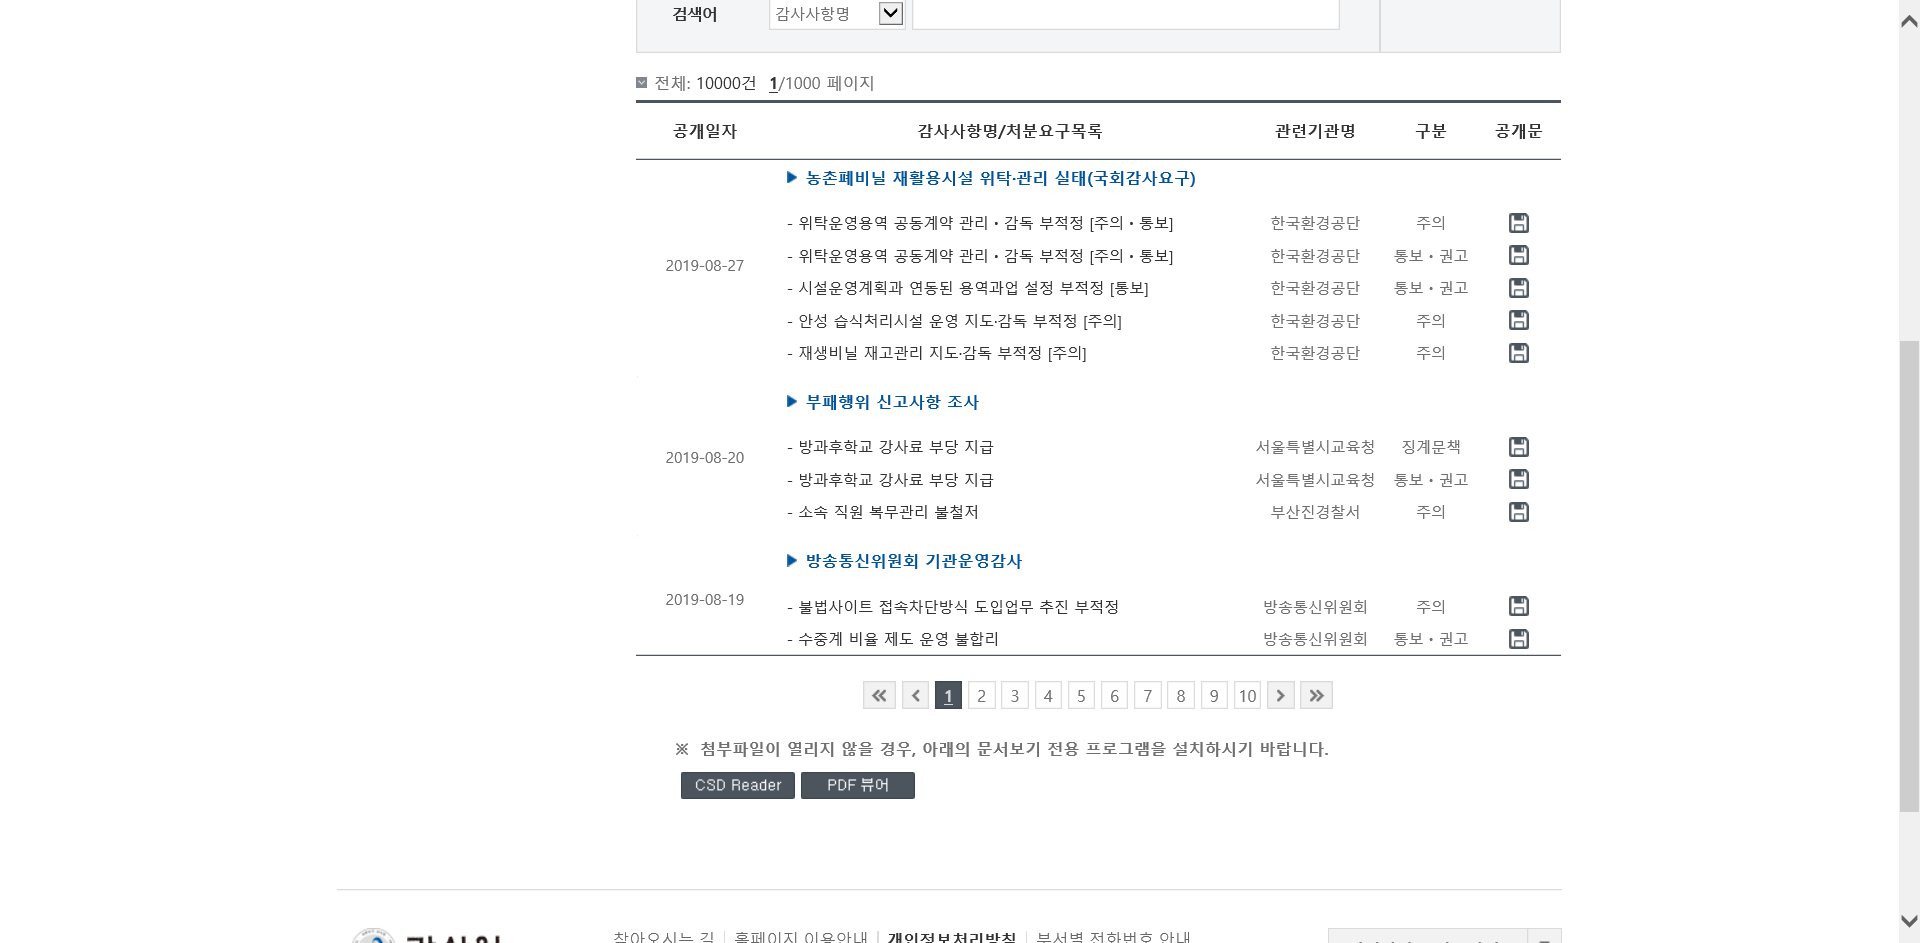 검색어 감사사항명
전체: 10000건 1/1000 페이지
공개일자 감사사항명/처분요구목록 관련기관명 구분 공개문
▶ 농촌폐비닐 재활용시설 위탁·관리 실태(국회감사요구)
- 위탁운영용역 공동계약 관리・감독 부적정 [주의・통보] 한국환경공단 주의
- 위탁운영용역 공동계약 관리・감독 부적정 [주의・통보] 한국환경공단 통보・권고
2019-08-27
- 시설운영계획과 연동된 용역과업 설정 부적정 [통보] 한국환경공단 통보・권고
- 안성 습식처리시설 운영 지도·감독 부적정 [주의] 한국환경공단 주의
- 재생비닐 재고관리 지도·감독 부적정 [주의] 한국환경공단 주의
▶ 부패행위 신고사항 조사
- 방과후학교 강사료 부당 지급 서울특별시교육청 징계문책
2019-08-20
- 방과후학교 강사료 부당 지급 서울특별시교육청 통보・권고
- 소속 직원 복무관리 불철저 부산진경찰서 주의
▶ 방송통신위원회 기관운영감사
2019-08-19
- 불법사이트 접속차단방식 도입업무 추진 부적정 방송통신위원회 주의
- 수중계 비율 제도 운영 불합리 방송통신위원회 통보・권고
1 2 3 4 5 6 7 8 9 10
※ 첨부파일이 열리지 않을 경우, 아래의 문서보기 전용 프로그램을 설치하시기 바랍니다.
CSD Reader PDF 뷰어
찾아오시는 길 홈페이지 이용안내 개인정보처리방침 부서별 전화번호 안내